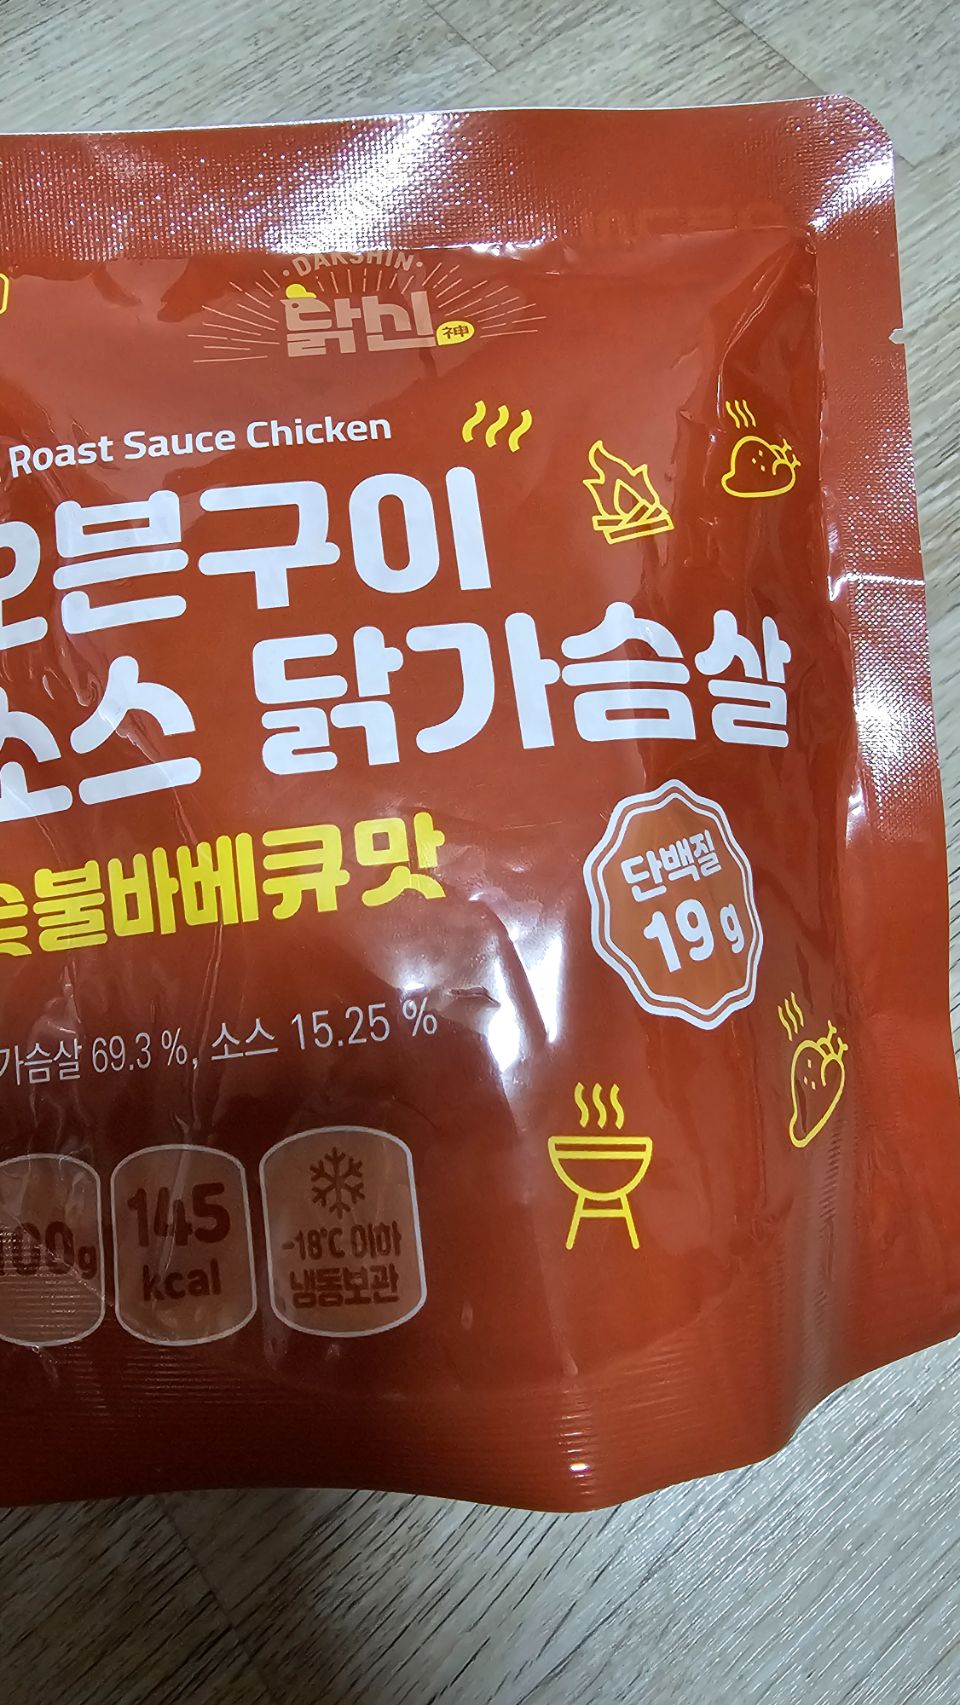 DAKSHIN
닭신 神
Roast Sauce Chicken
오븐구이
소스 닭가슴살
숯불바베큐맛
단백질
19 g
가슴살 69.3 %, 소스 15.25 %
100g
145
kcal
-18℃ 이하
냉동보관